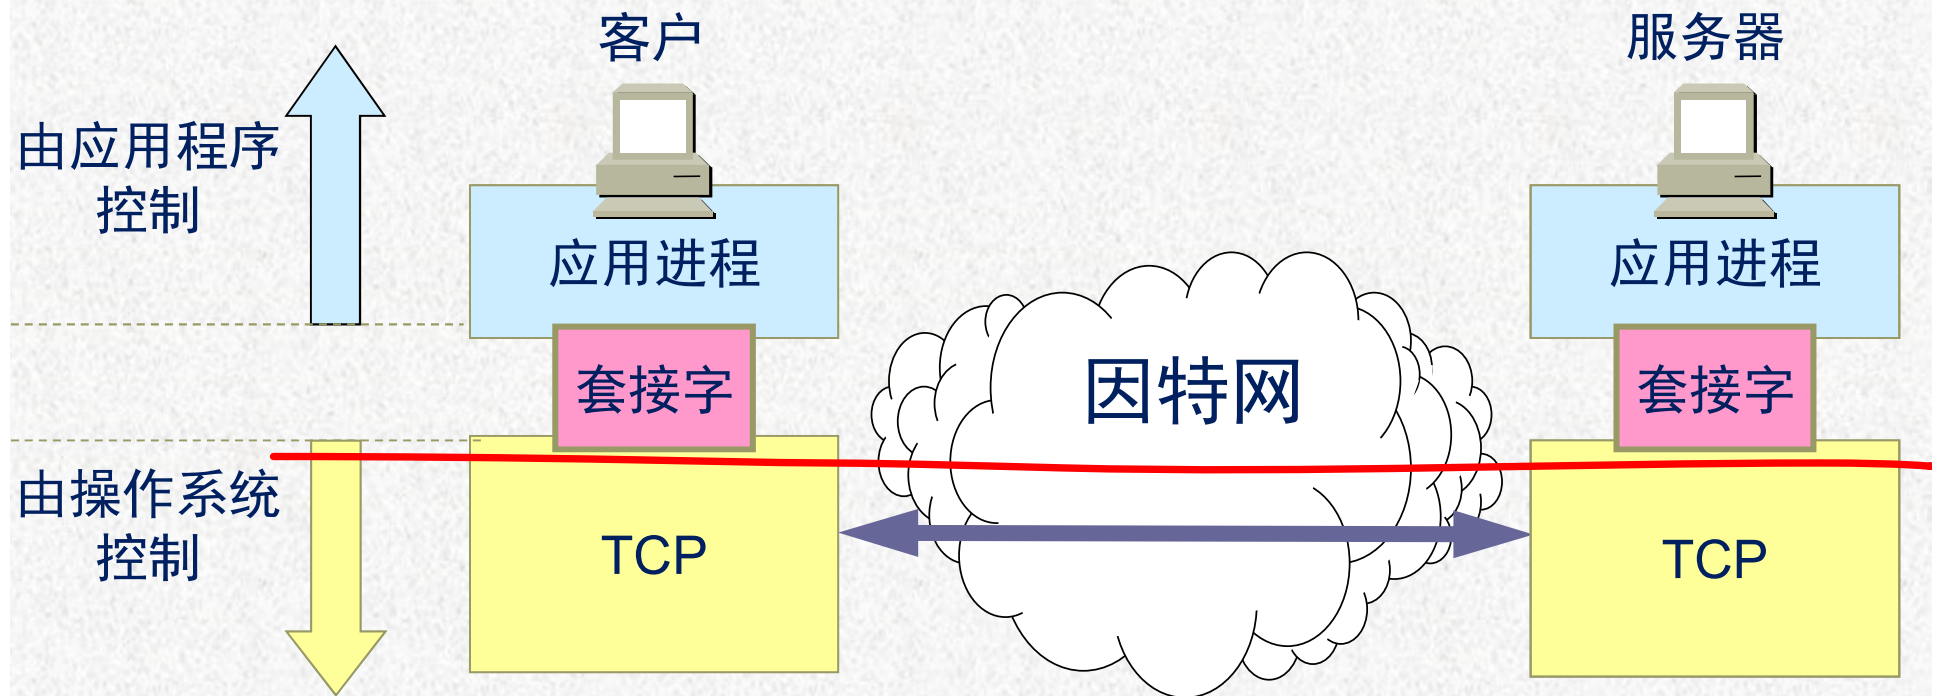 客户
服务器
由应用程序
控制
应用进程
应用进程
套接字
因特网
套接字
由操作系统
控制
TCP
TCP